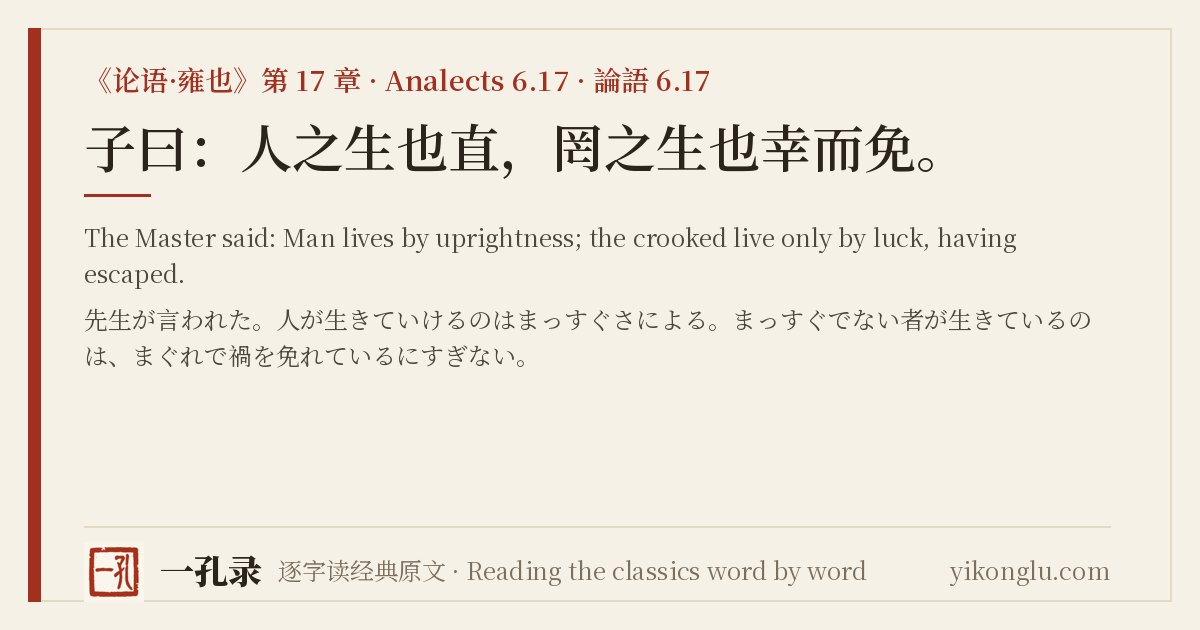 《论语·雍也》第 17 章 · Analects 6.17 · 論語 6.17
子曰：人之生也直，罔之生也幸而免。
The Master said: Man lives by uprightness; the crooked live only by luck, having
escaped.
先生が言われた。人が生きていけるのはまっすぐさによる。まっすぐでない者が生きているの
は、まぐれで禍を免れているにすぎない。
一孔
一孔录 逐字读经典原文 · Reading the classics word by word yikonglu.com